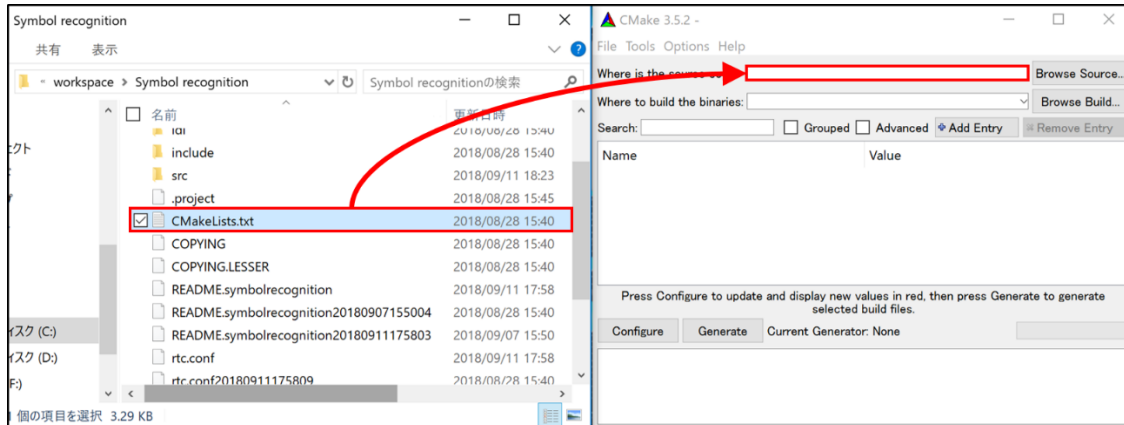 Symbol recognition
共有 表示
« workspace > Symbol recognition
Symbol recognitionの検索
名前 更新日時
idl 2018/08/28 15:40
include 2018/08/28 15:40
src 2018/09/11 18:23
.project 2018/08/28 15:45
CMakeLists.txt 2018/08/28 15:40
COPYING 2018/08/28 15:40
COPYING.LESSER 2018/08/28 15:40
README.symbolrecognition 2018/09/11 17:58
README.symbolrecognition20180907155004 2018/08/28 15:40
README.symbolrecognition20180911175803 2018/09/07 15:50
rtc.conf 2018/09/11 17:58
rtc.conf20180911175809 2018/08/28 15:40
ェクト
ィスク (C:)
ィスク (D:)
F:)
個の項目を選択 3.29 KB
CMake 3.5.2 -
File Tools Options Help
Where is the source Browse Source...
Where to build the binaries: Browse Build...
Search: Grouped Advanced Add Entry Remove Entry
Name Value
Press Configure to update and display new values in red, then press Generate to generate
selected build files.
Configure Generate Current Generator: None